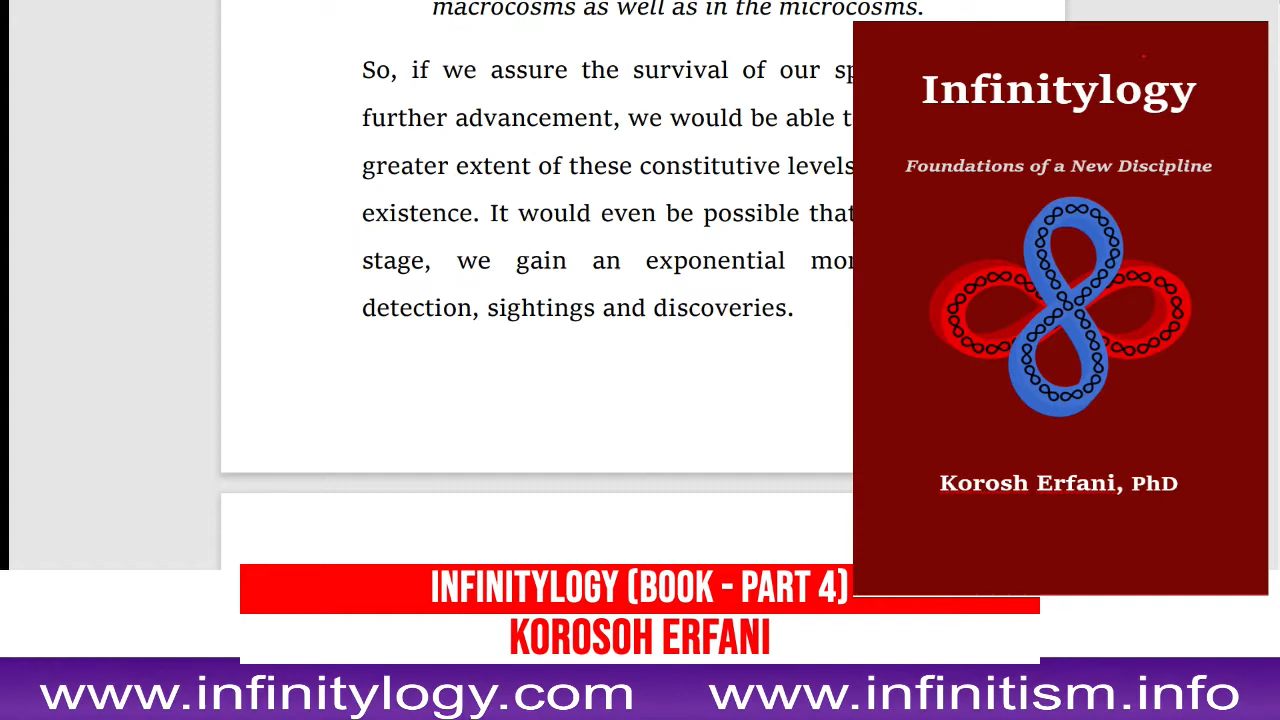 macrocosms as well as in the microcosms.
So, if we assure the survival of our
further advancement, we would be able
greater extent of these constitutive levels
existence. It would even be possible that
stage, we gain an exponential
detection, sightings and discoveries.
Infinitylogy
Foundations of a New Discipline
Korosh Erfani, PhD
INFINITYLOGY (BOOK - PART 4)
KOROSOH ERFANI
www.infinitylogy.com www.infinitism.info